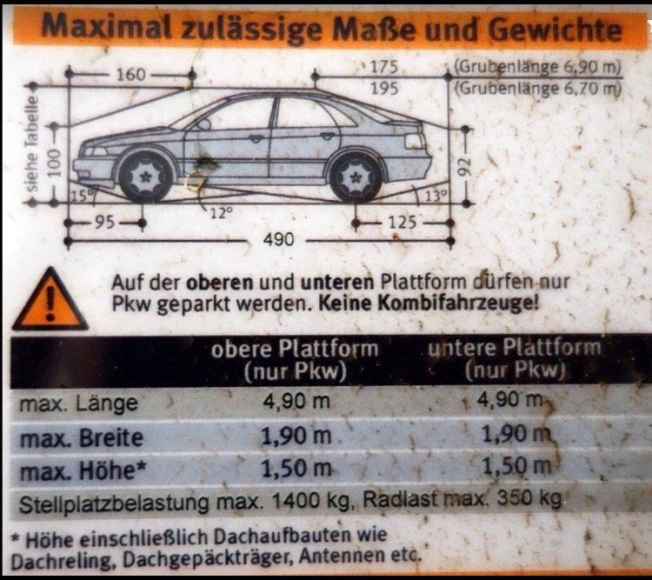 Maximal zulässige Maße und Gewichte
160
175 (Grubenlänge 6,90 m)
195 (Grubenlänge 6,70 m)
siehe Tabelle
100
92
15°
12°
13°
95
125
490
Auf der oberen und unteren Plattform dürfen nur
Pkw geparkt werden. Keine Kombifahrzeuge!
obere Plattform untere Plattform
(nur Pkw) (nur Pkw)
max. Länge 4,90 m 4,90 m
max. Breite 1,90 m 1,90 m
max. Höhe* 1,50 m 1,50 m
Stellplatzbelastung max. 1400 kg, Radlast max. 350 kg
* Höhe einschließlich Dachaufbauten wie
Dachreling, Dachgepäckträger, Antennen etc.